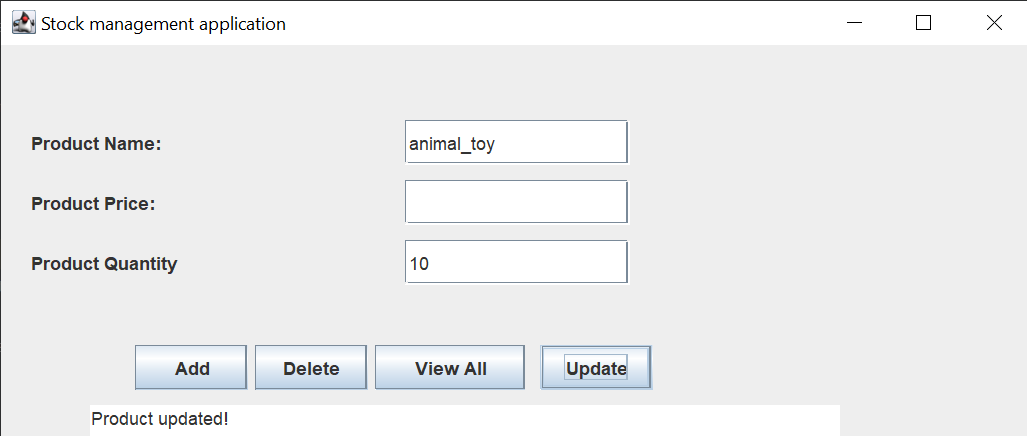 Stock management application
Product Name: animal_toy
Product Price:
Product Quantity 10
Add Delete View All Update
Product updated!